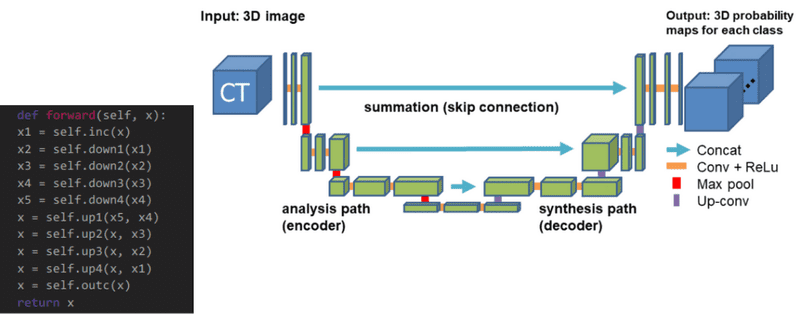 def forward(self, x):
x1 = self.inc(x)
x2 = self.down1(x1)
x3 = self.down2(x2)
x4 = self.down3(x3)
x5 = self.down4(x4)
x = self.up1(x5, x4)
x = self.up2(x, x3)
x = self.up3(x, x2)
x = self.up4(x, x1)
x = self.outc(x)
return x
Input: 3D image
CT
summation (skip connection)
analysis path
(encoder)
synthesis path
(decoder)
Output: 3D probability
maps for each class
Concat
Conv + ReLu
Max pool
Up-conv